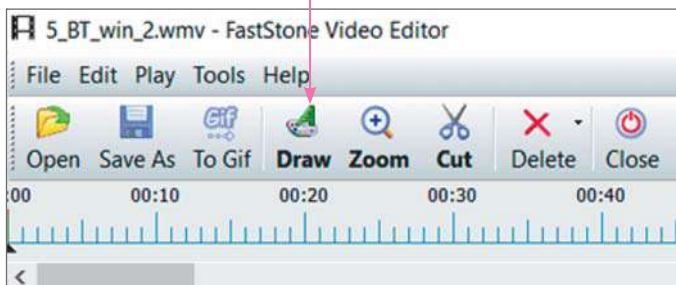 5_BT_win_2.wmv - FastStone Video Editor
File Edit Play Tools Help
Gif
Open Save As To Gif Draw Zoom Cut Delete Close
:00 00:10 00:20 00:30 00:40